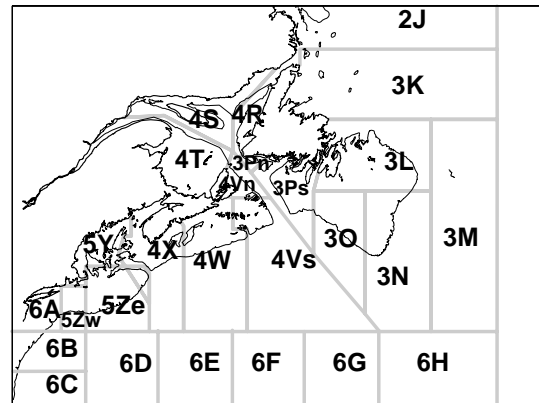 2J
3K
4S 4R
4T 3Pn 3L
4Vn 3Ps
5Y 4X 4W 4Vs 3O 3M
3N
6A 5Zw 5Ze
6B
6C 6D 6E 6F 6G 6H